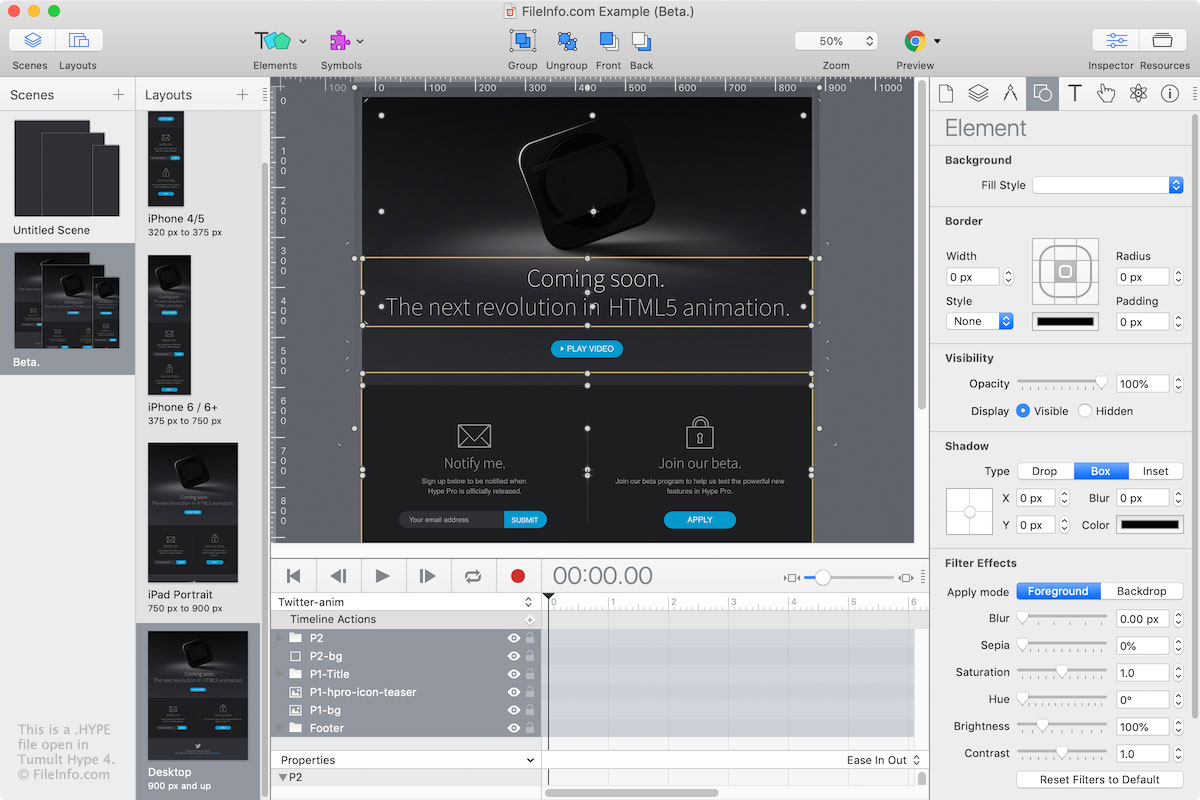 FileInfo.com Example (Beta.)
Scenes
Layouts
Elements
Symbols
Group
Ungroup
Front
Back
50%
Zoom
Preview
Inspector
Resources
Scenes
Layouts
Untitled Scene
Beta.
iPhone 4/5
320 px to 375 px
iPhone 6 / 6+
375 px to 750 px
iPad Portrait
750 px to 900 px
Desktop
900 px and up
This is a .HYPE
file open in
Tumult Hype 4.
© FileInfo.com
100 0 100 200 300 400 500 600 700 800 900 1000
0
100
200
300
400
500
600
700
800
Coming soon.
The next revolution in HTML5 animation.
PLAY VIDEO
Notify me.
Sign up below to be notified when
Hype Pro is officially released.
Your email address
SUBMIT
Join our beta.
Join our beta program to help us test the powerful new
features in Hype Pro.
APPLY
00:00.00
Twitter-anim
0 1 2 3 4 5 6
Timeline Actions
P2
P2-bg
P1-Title
P1-hpro-icon-teaser
P1-bg
Footer
Properties
Ease In Out
P2
Element
Background
Fill Style
Border
Width
0 px
Radius
0 px
Style
None
Padding
0 px
Visibility
Opacity
100%
Display
Visible
Hidden
Shadow
Type
Drop
Box
Inset
X
0 px
Blur
0 px
Y
0 px
Color
Filter Effects
Apply mode
Foreground
Backdrop
Blur
0.00 px
Sepia
0%
Saturation
1.0
Hue
0°
Brightness
100%
Contrast
1.0
Reset Filters to Default